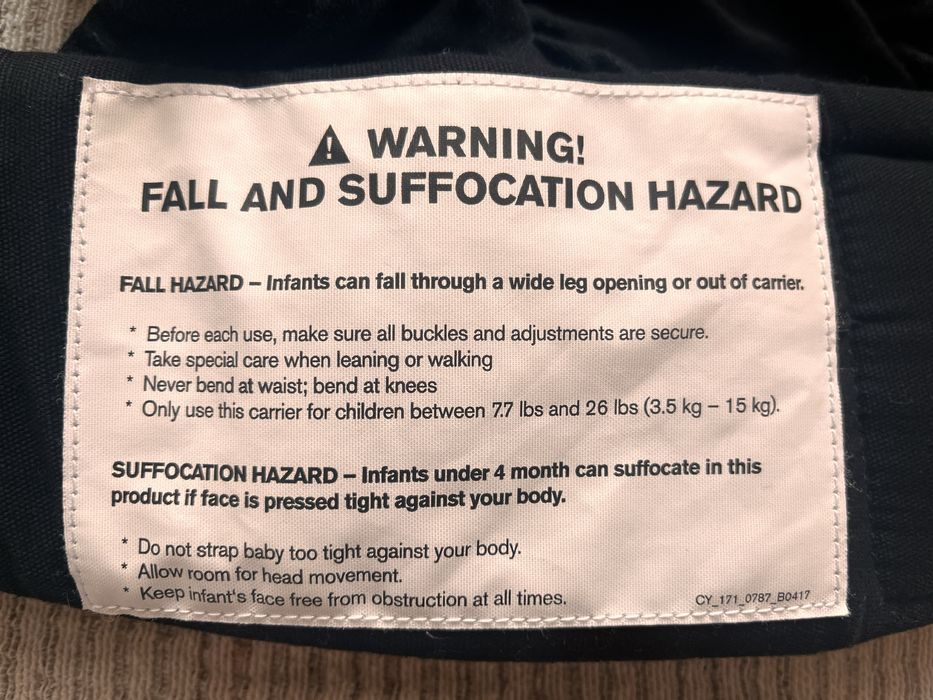 ⚠ WARNING!
FALL AND SUFFOCATION HAZARD
FALL HAZARD – Infants can fall through a wide leg opening or out of carrier.
* Before each use, make sure all buckles and adjustments are secure.
* Take special care when leaning or walking
* Never bend at waist; bend at knees
* Only use this carrier for children between 7.7 lbs and 26 lbs (3.5 kg – 15 kg).
SUFFOCATION HAZARD – Infants under 4 month can suffocate in this
product if face is pressed tight against your body.
* Do not strap baby too tight against your body.
* Allow room for head movement.
* Keep infant's face free from obstruction at all times.
CY_171_0787_B0417